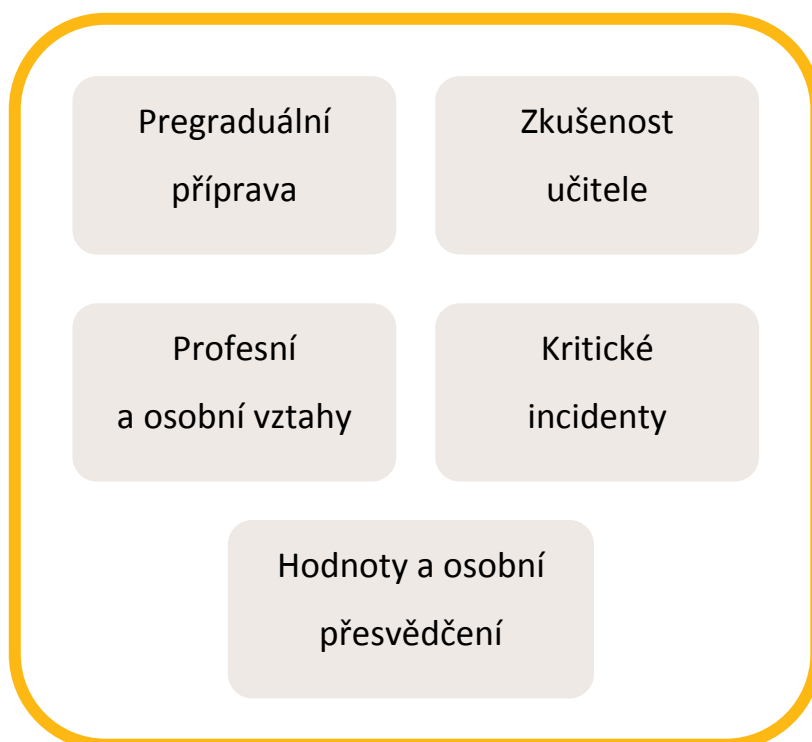 Pregraduální
příprava
Zkušenost
učitele
Profesní
a osobní vztahy
Kritické
incidenty
Hodnoty a osobní
přesvědčení